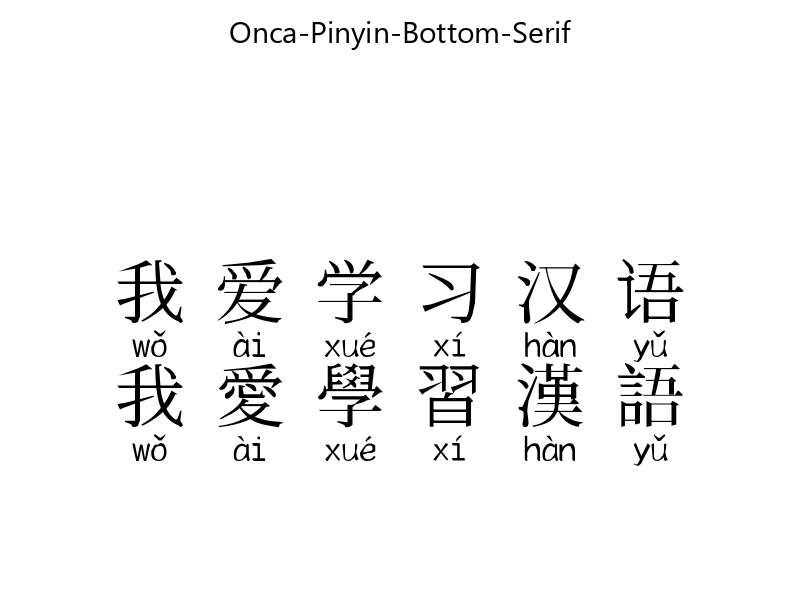 Onca-Pinyin-Bottom-Serif
我 爱 学 习 汉 语
wǒ ài xué xí hàn yǔ
我 愛 學 習 漢 語
wǒ ài xué xí hàn yǔ